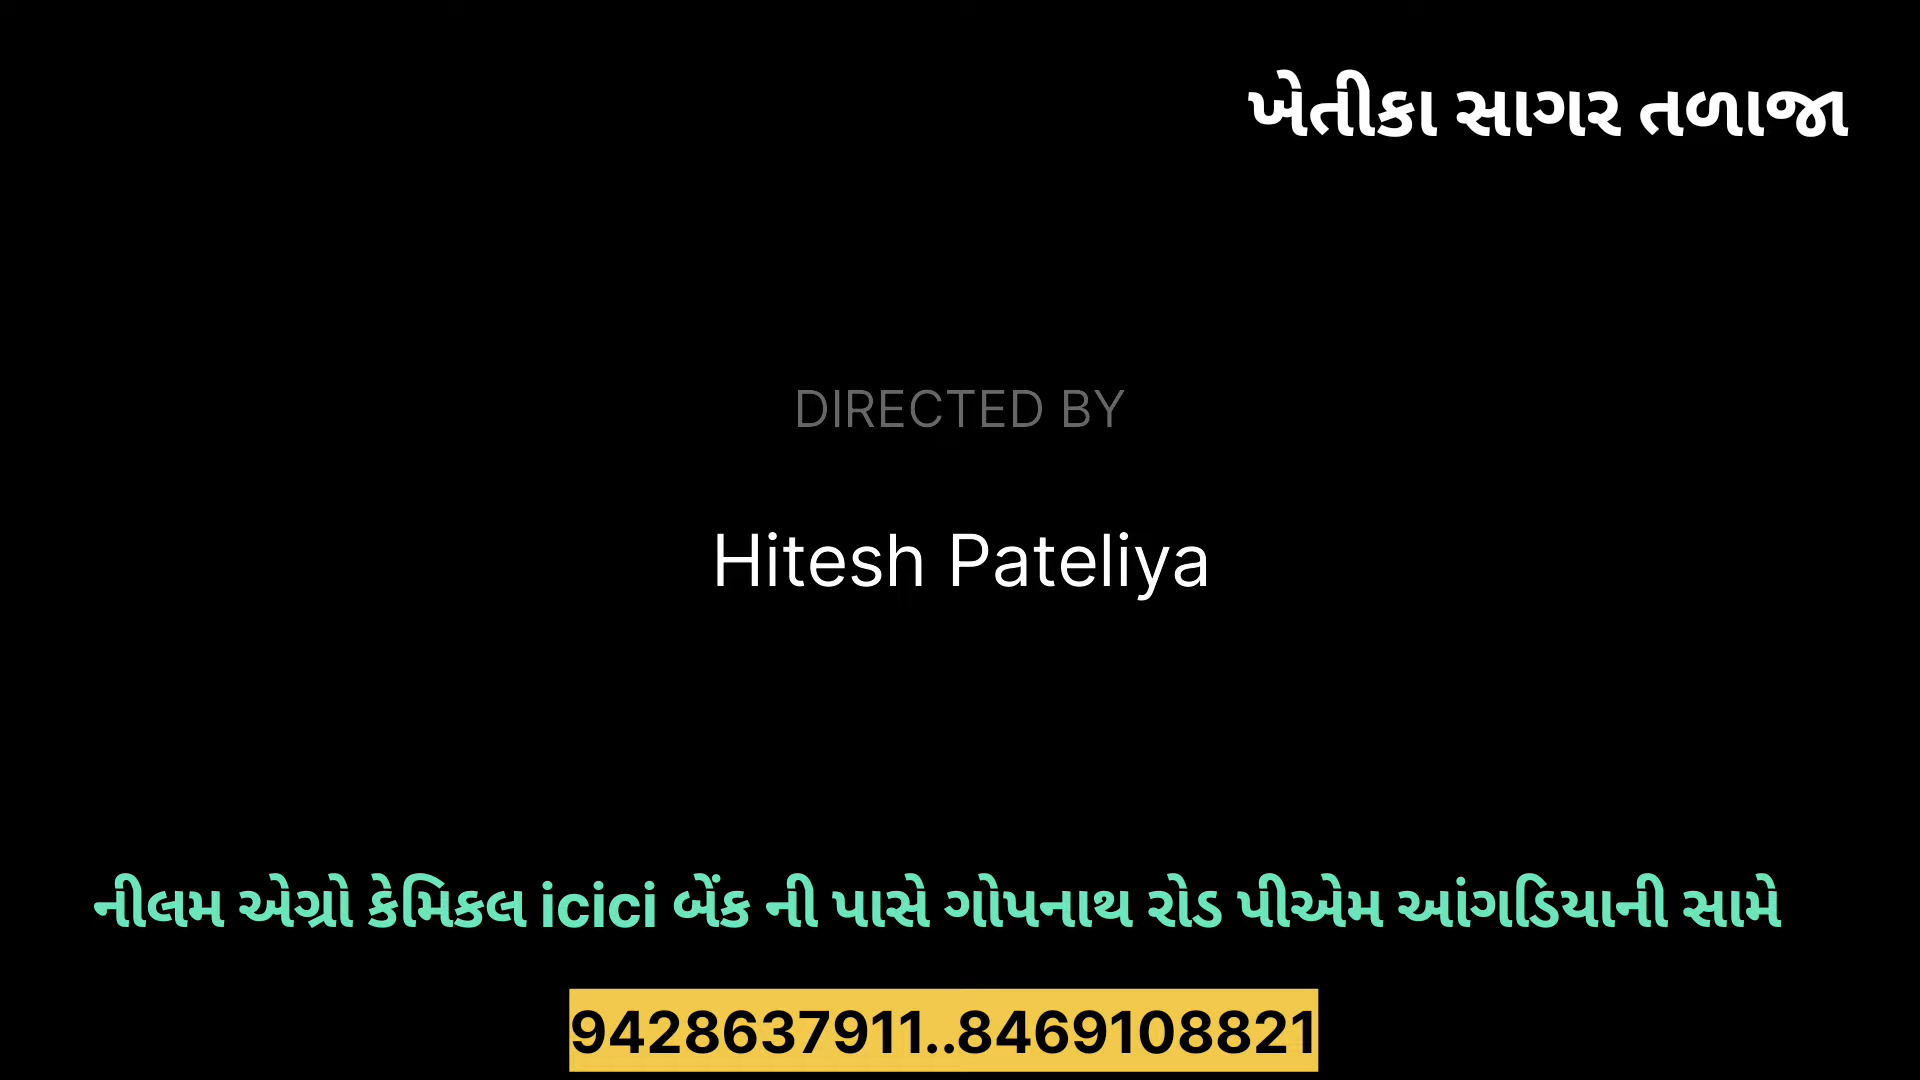 ખેતીકા સાગર તળાજા
DIRECTED BY
Hitesh Pateliya
નીલમ એગ્રો કેમિકલ icici બેંક ની પાસે ગોપનાથ રોડ પીએમ આંગડિયાની સામે
9428637911..8469108821